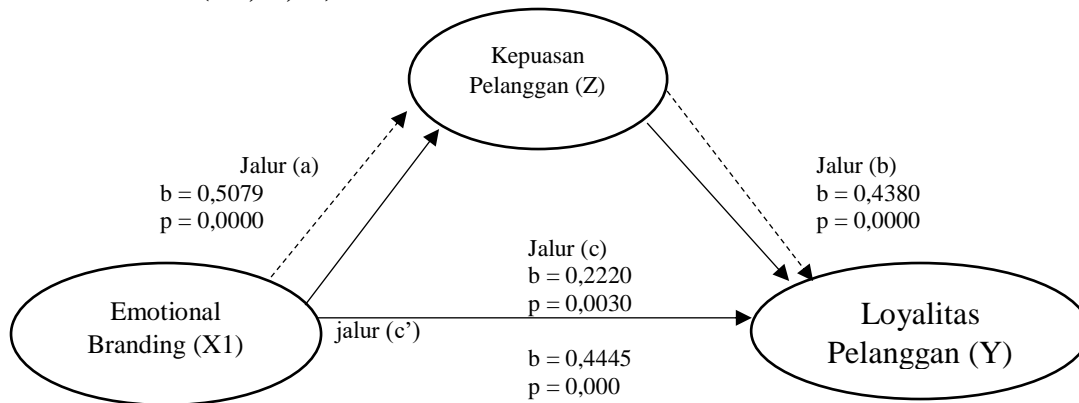 Kepuasan
Pelanggan (Z)
Jalur (a)
b = 0,5079
p = 0,0000
Jalur (b)
b = 0,4380
p = 0,0000
Jalur (c)
b = 0,2220
p = 0,0030
Emotional
Branding (X1)
jalur (c’)
Loyalitas
Pelanggan (Y)
b = 0,4445
p = 0,000